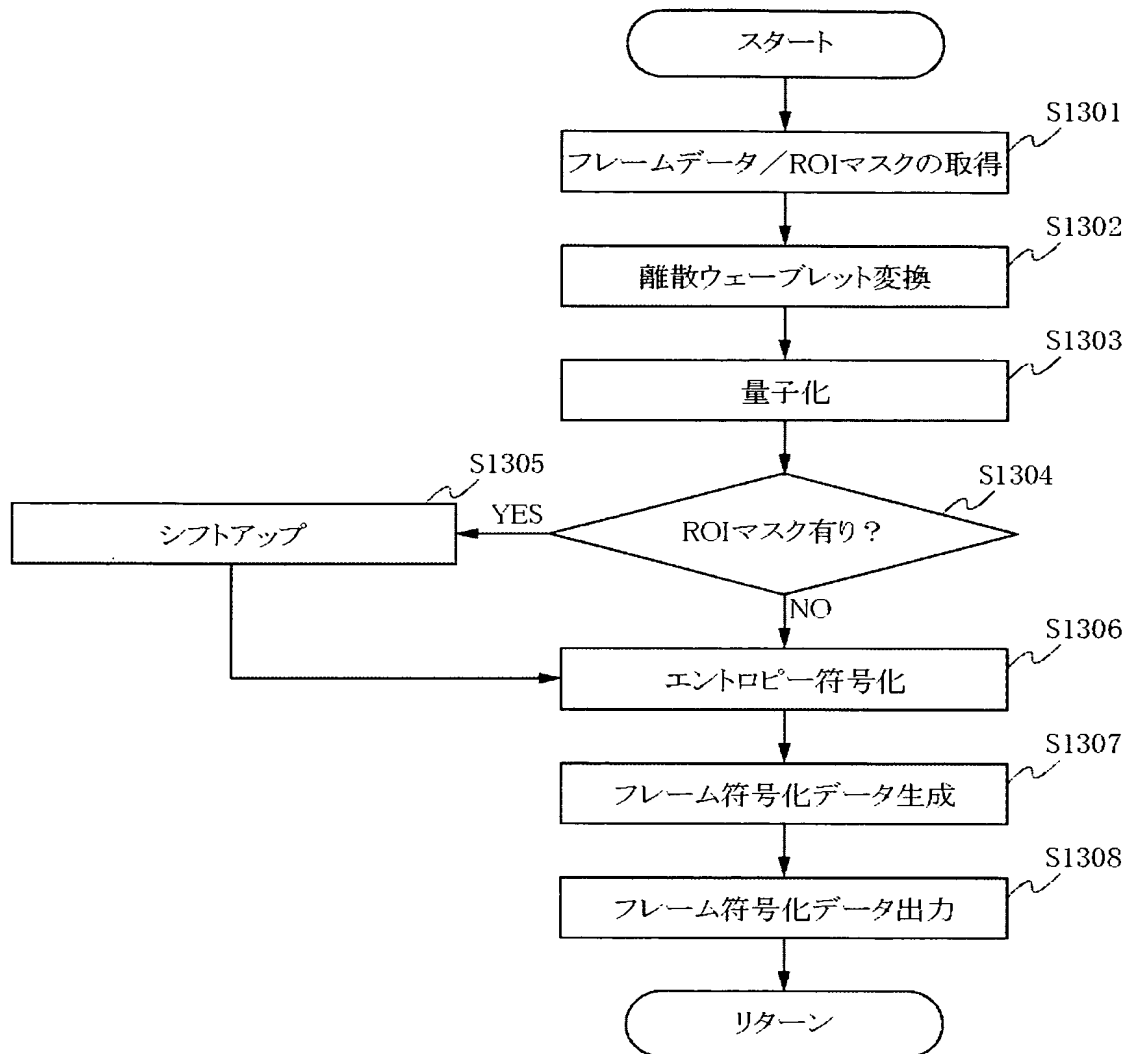 スタート
S1301
フレームデータ／ROIマスクの取得
S1302
離散ウェーブレット変換
S1303
量子化
S1304
ROIマスク有り？
YES
S1305
シフトアップ
NO
S1306
エントロピー符号化
S1307
フレーム符号化データ生成
S1308
フレーム符号化データ出力
リターン